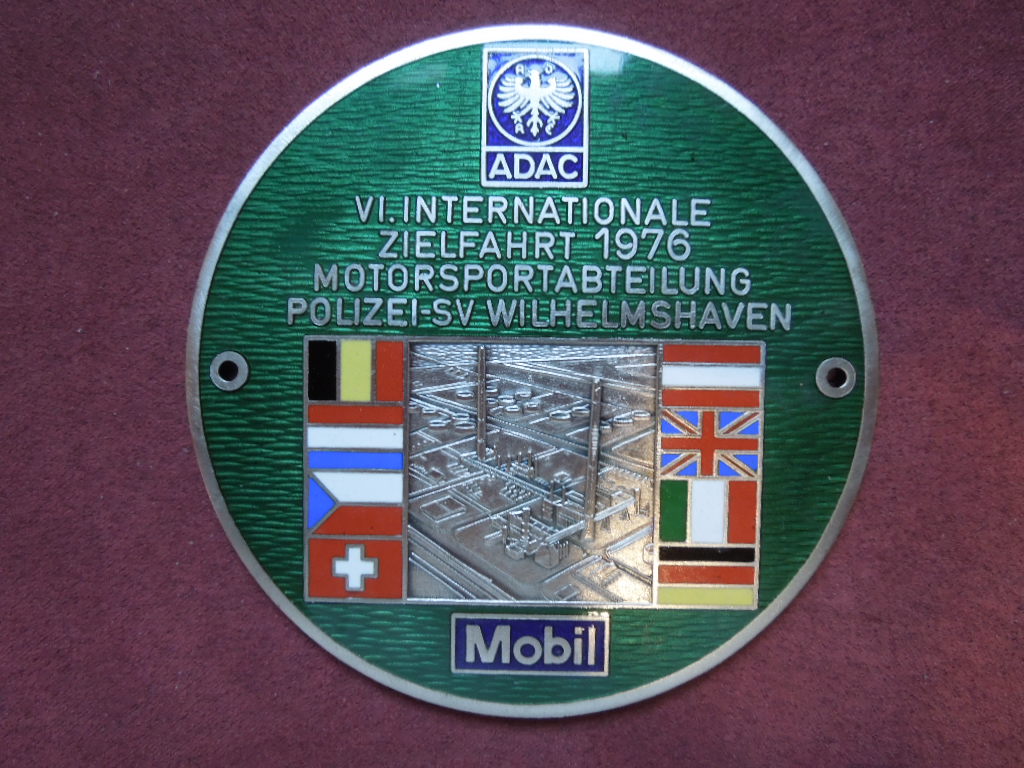 ADAC
VI. INTERNATIONALE
ZIELFAHRT 1976
MOTORSPORTABTEILUNG
POLIZEI-SV WILHELMSHAVEN
Mobil